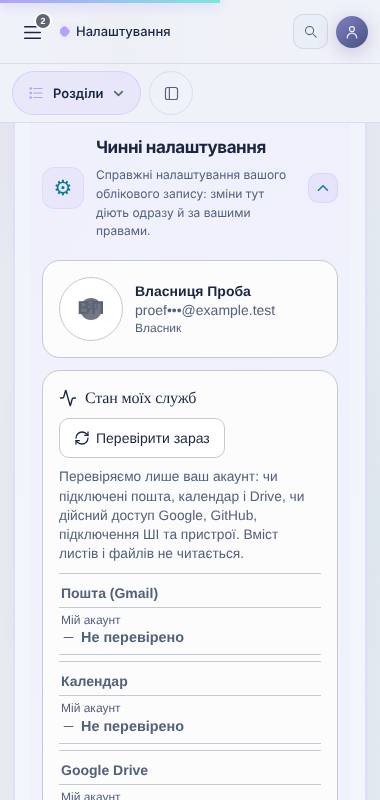 2
Налаштування
Розділи
Чинні налаштування
Справжні налаштування вашого
облікового запису: зміни тут
діють одразу й за вашими
правами.
Власниця Проба
proef•••@example.test
Власник
Стан моїх служб
Перевірити зараз
Перевіряємо лише ваш акаунт: чи
підключені пошта, календар і Drive, чи
дійсний доступ Google, GitHub,
підключення ШІ та пристрої. Вміст
листів і файлів не читається.
Пошта (Gmail)
Мій акаунт
— Не перевірено
Календар
Мій акаунт
— Не перевірено
Google Drive
Мій акаунт